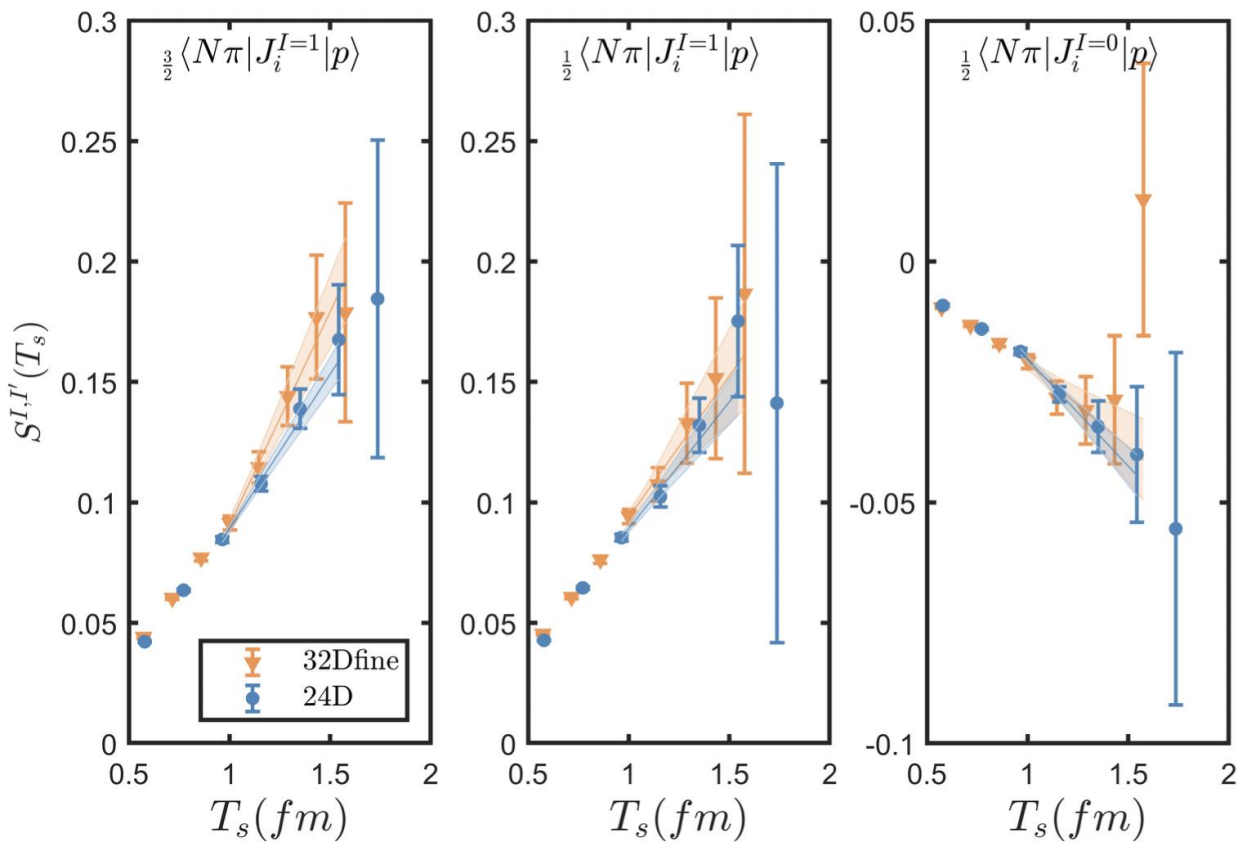 0.3
0.25
0.2
0.15
0.1
0.05
0
S^{I,I'}(T_s)
3/2⟨Nπ|J_i^{I=1}|p⟩
32Dfine
24D
0.5 1 1.5 2
T_s(fm)
0.3
0.25
0.2
0.15
0.1
0.05
0
1/2⟨Nπ|J_i^{I=1}|p⟩
0.5 1 1.5 2
T_s(fm)
0.05
0
-0.05
-0.1
1/2⟨Nπ|J_i^{I=0}|p⟩
0.5 1 1.5 2
T_s(fm)